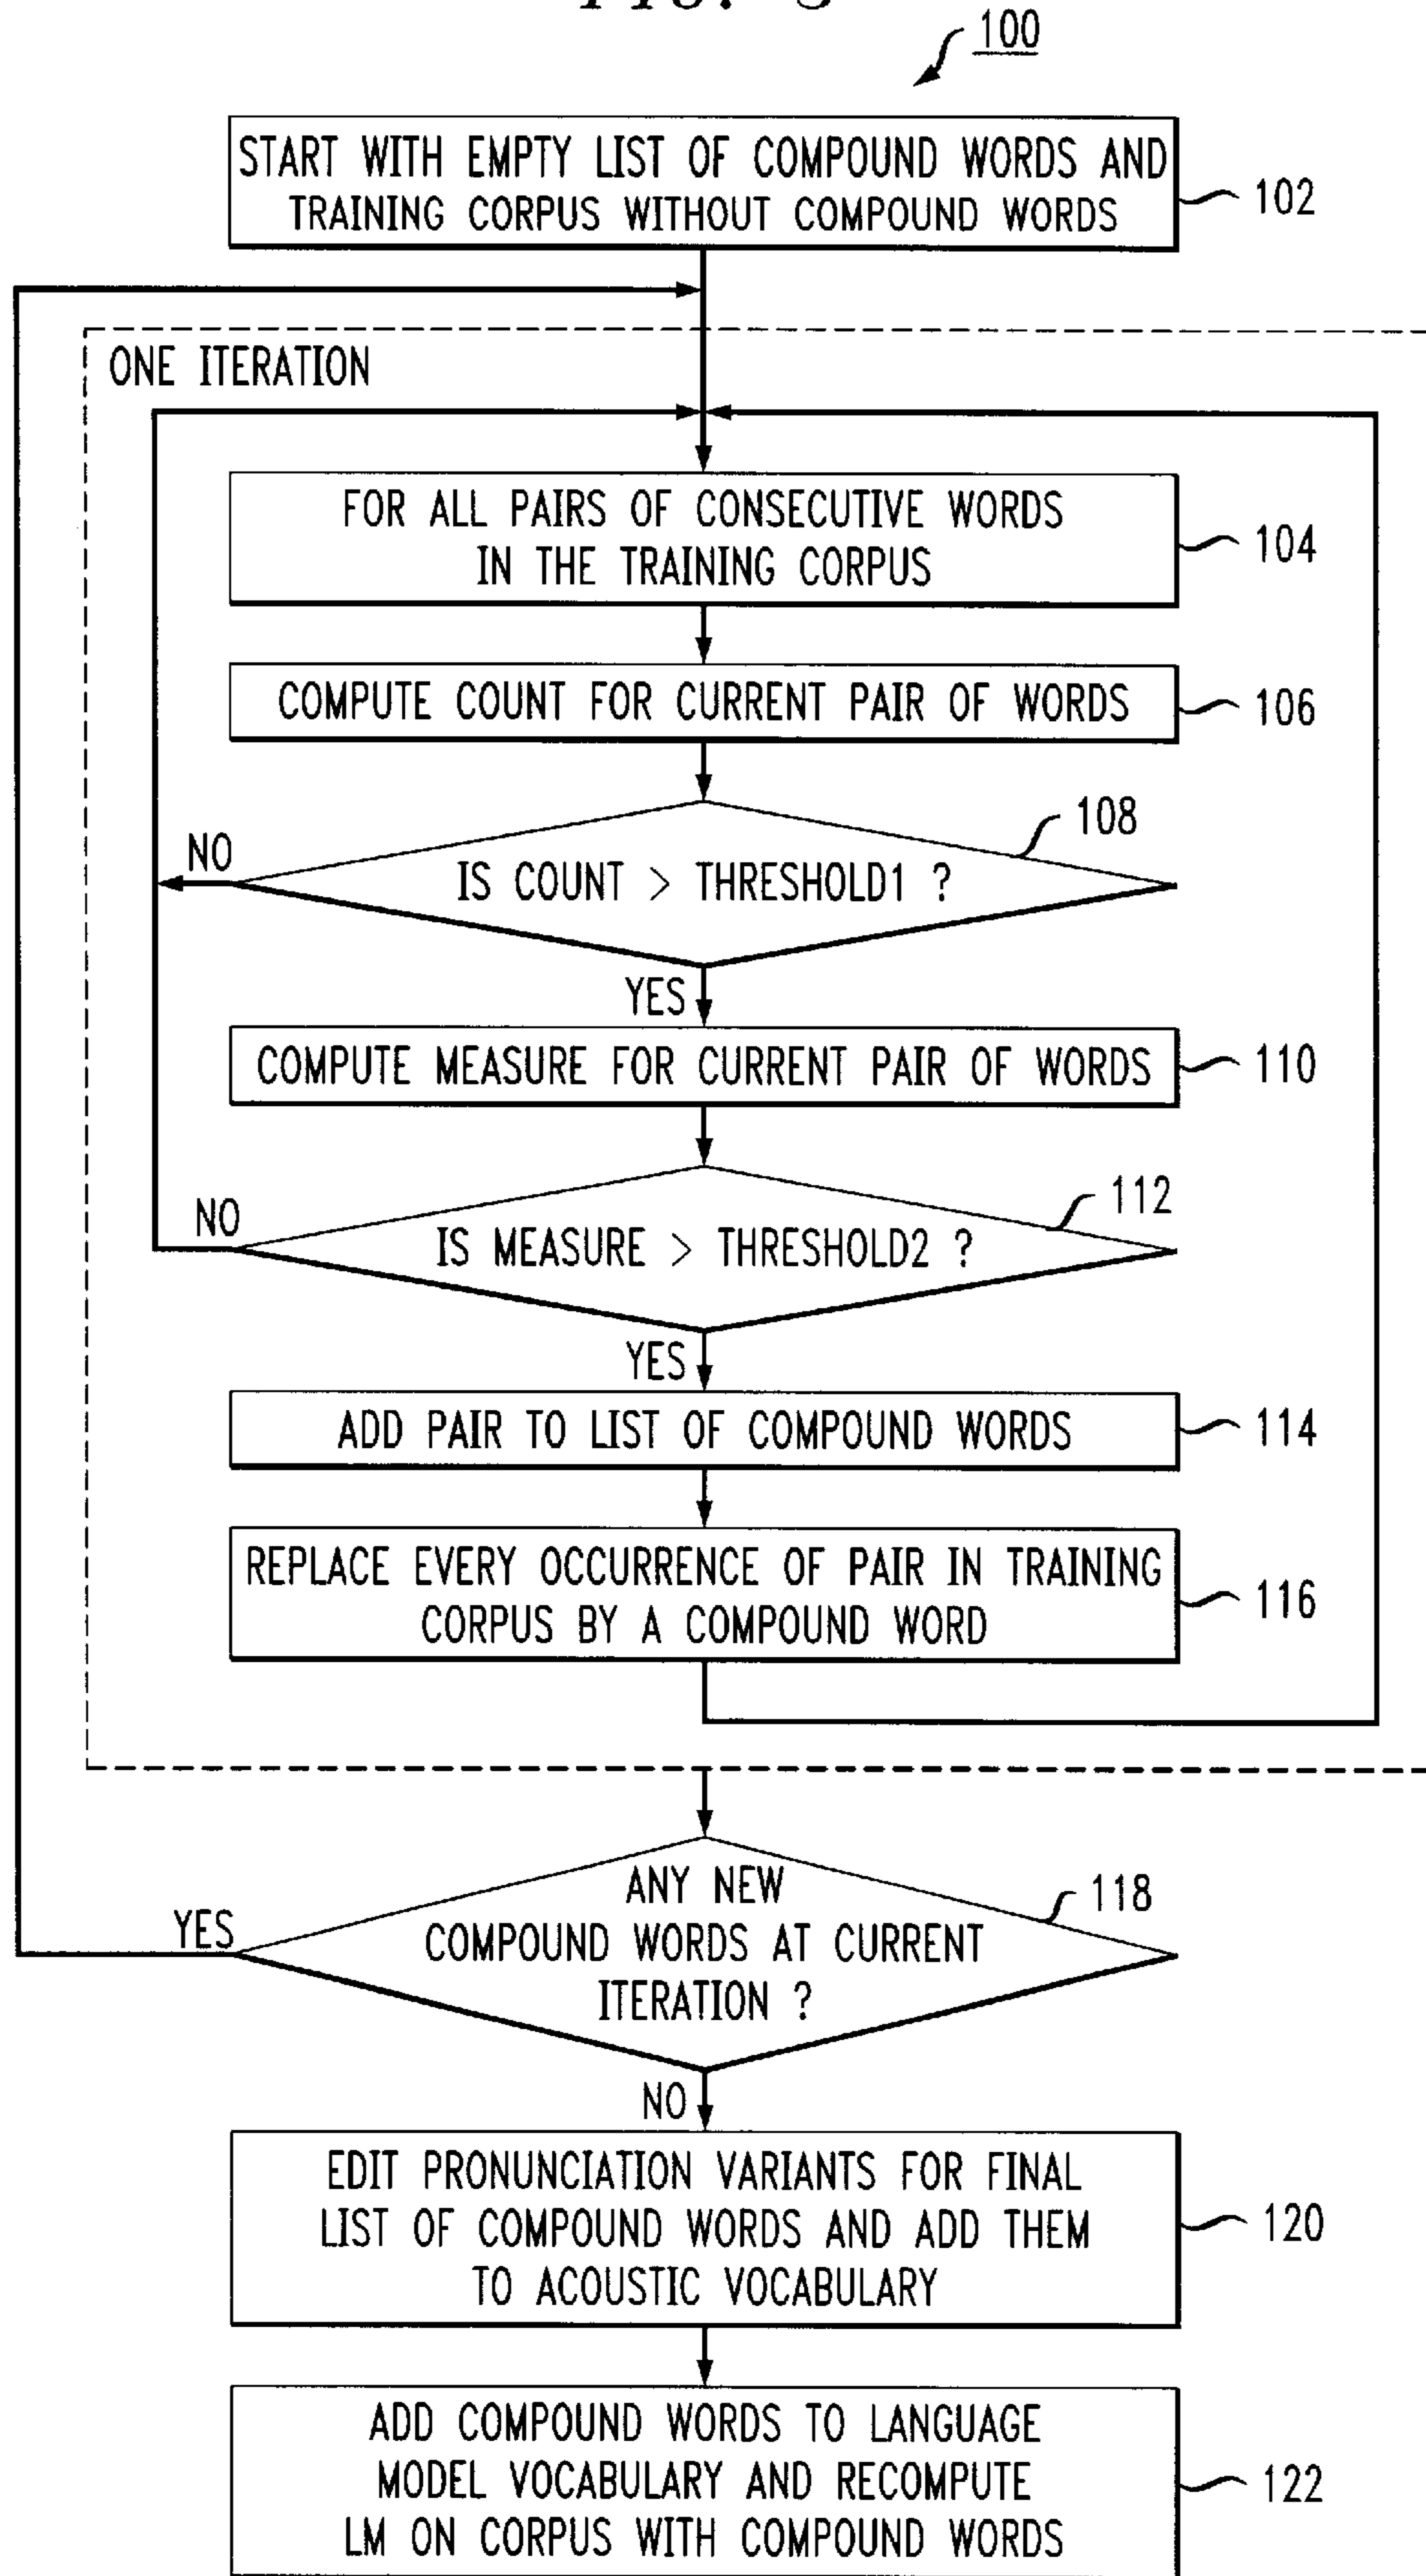 100
START WITH EMPTY LIST OF COMPOUND WORDS AND
TRAINING CORPUS WITHOUT COMPOUND WORDS
102
ONE ITERATION
FOR ALL PAIRS OF CONSECUTIVE WORDS
IN THE TRAINING CORPUS
104
COMPUTE COUNT FOR CURRENT PAIR OF WORDS
106
108
NO
IS COUNT > THRESHOLD1 ?
YES
COMPUTE MEASURE FOR CURRENT PAIR OF WORDS
110
112
NO
IS MEASURE > THRESHOLD2 ?
YES
ADD PAIR TO LIST OF COMPOUND WORDS
114
REPLACE EVERY OCCURRENCE OF PAIR IN TRAINING
CORPUS BY A COMPOUND WORD
116
ANY NEW
118
YES
COMPOUND WORDS AT CURRENT
ITERATION ?
NO
EDIT PRONUNCIATION VARIANTS FOR FINAL
LIST OF COMPOUND WORDS AND ADD THEM
TO ACOUSTIC VOCABULARY
120
ADD COMPOUND WORDS TO LANGUAGE
MODEL VOCABULARY AND RECOMPUTE
LM ON CORPUS WITH COMPOUND WORDS
122